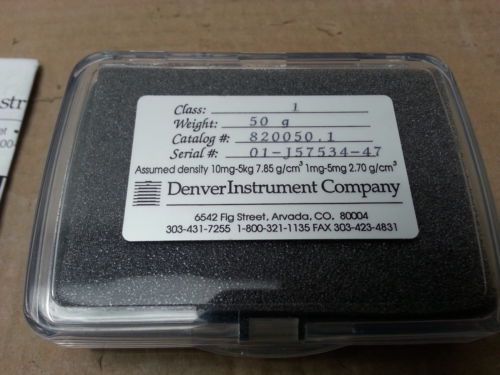 Class: 1
Weight: 50 g
Catalog #: 820050.1
Serial #: 01-J57534-47
Assumed density 10mg-5kg 7.85 g/cm³ 1mg-5mg 2.70 g/cm³
Denver Instrument Company
6542 Fig Street, Arvada, CO. 80004
303-431-7255 1-800-321-1135 FAX 303-423-4831